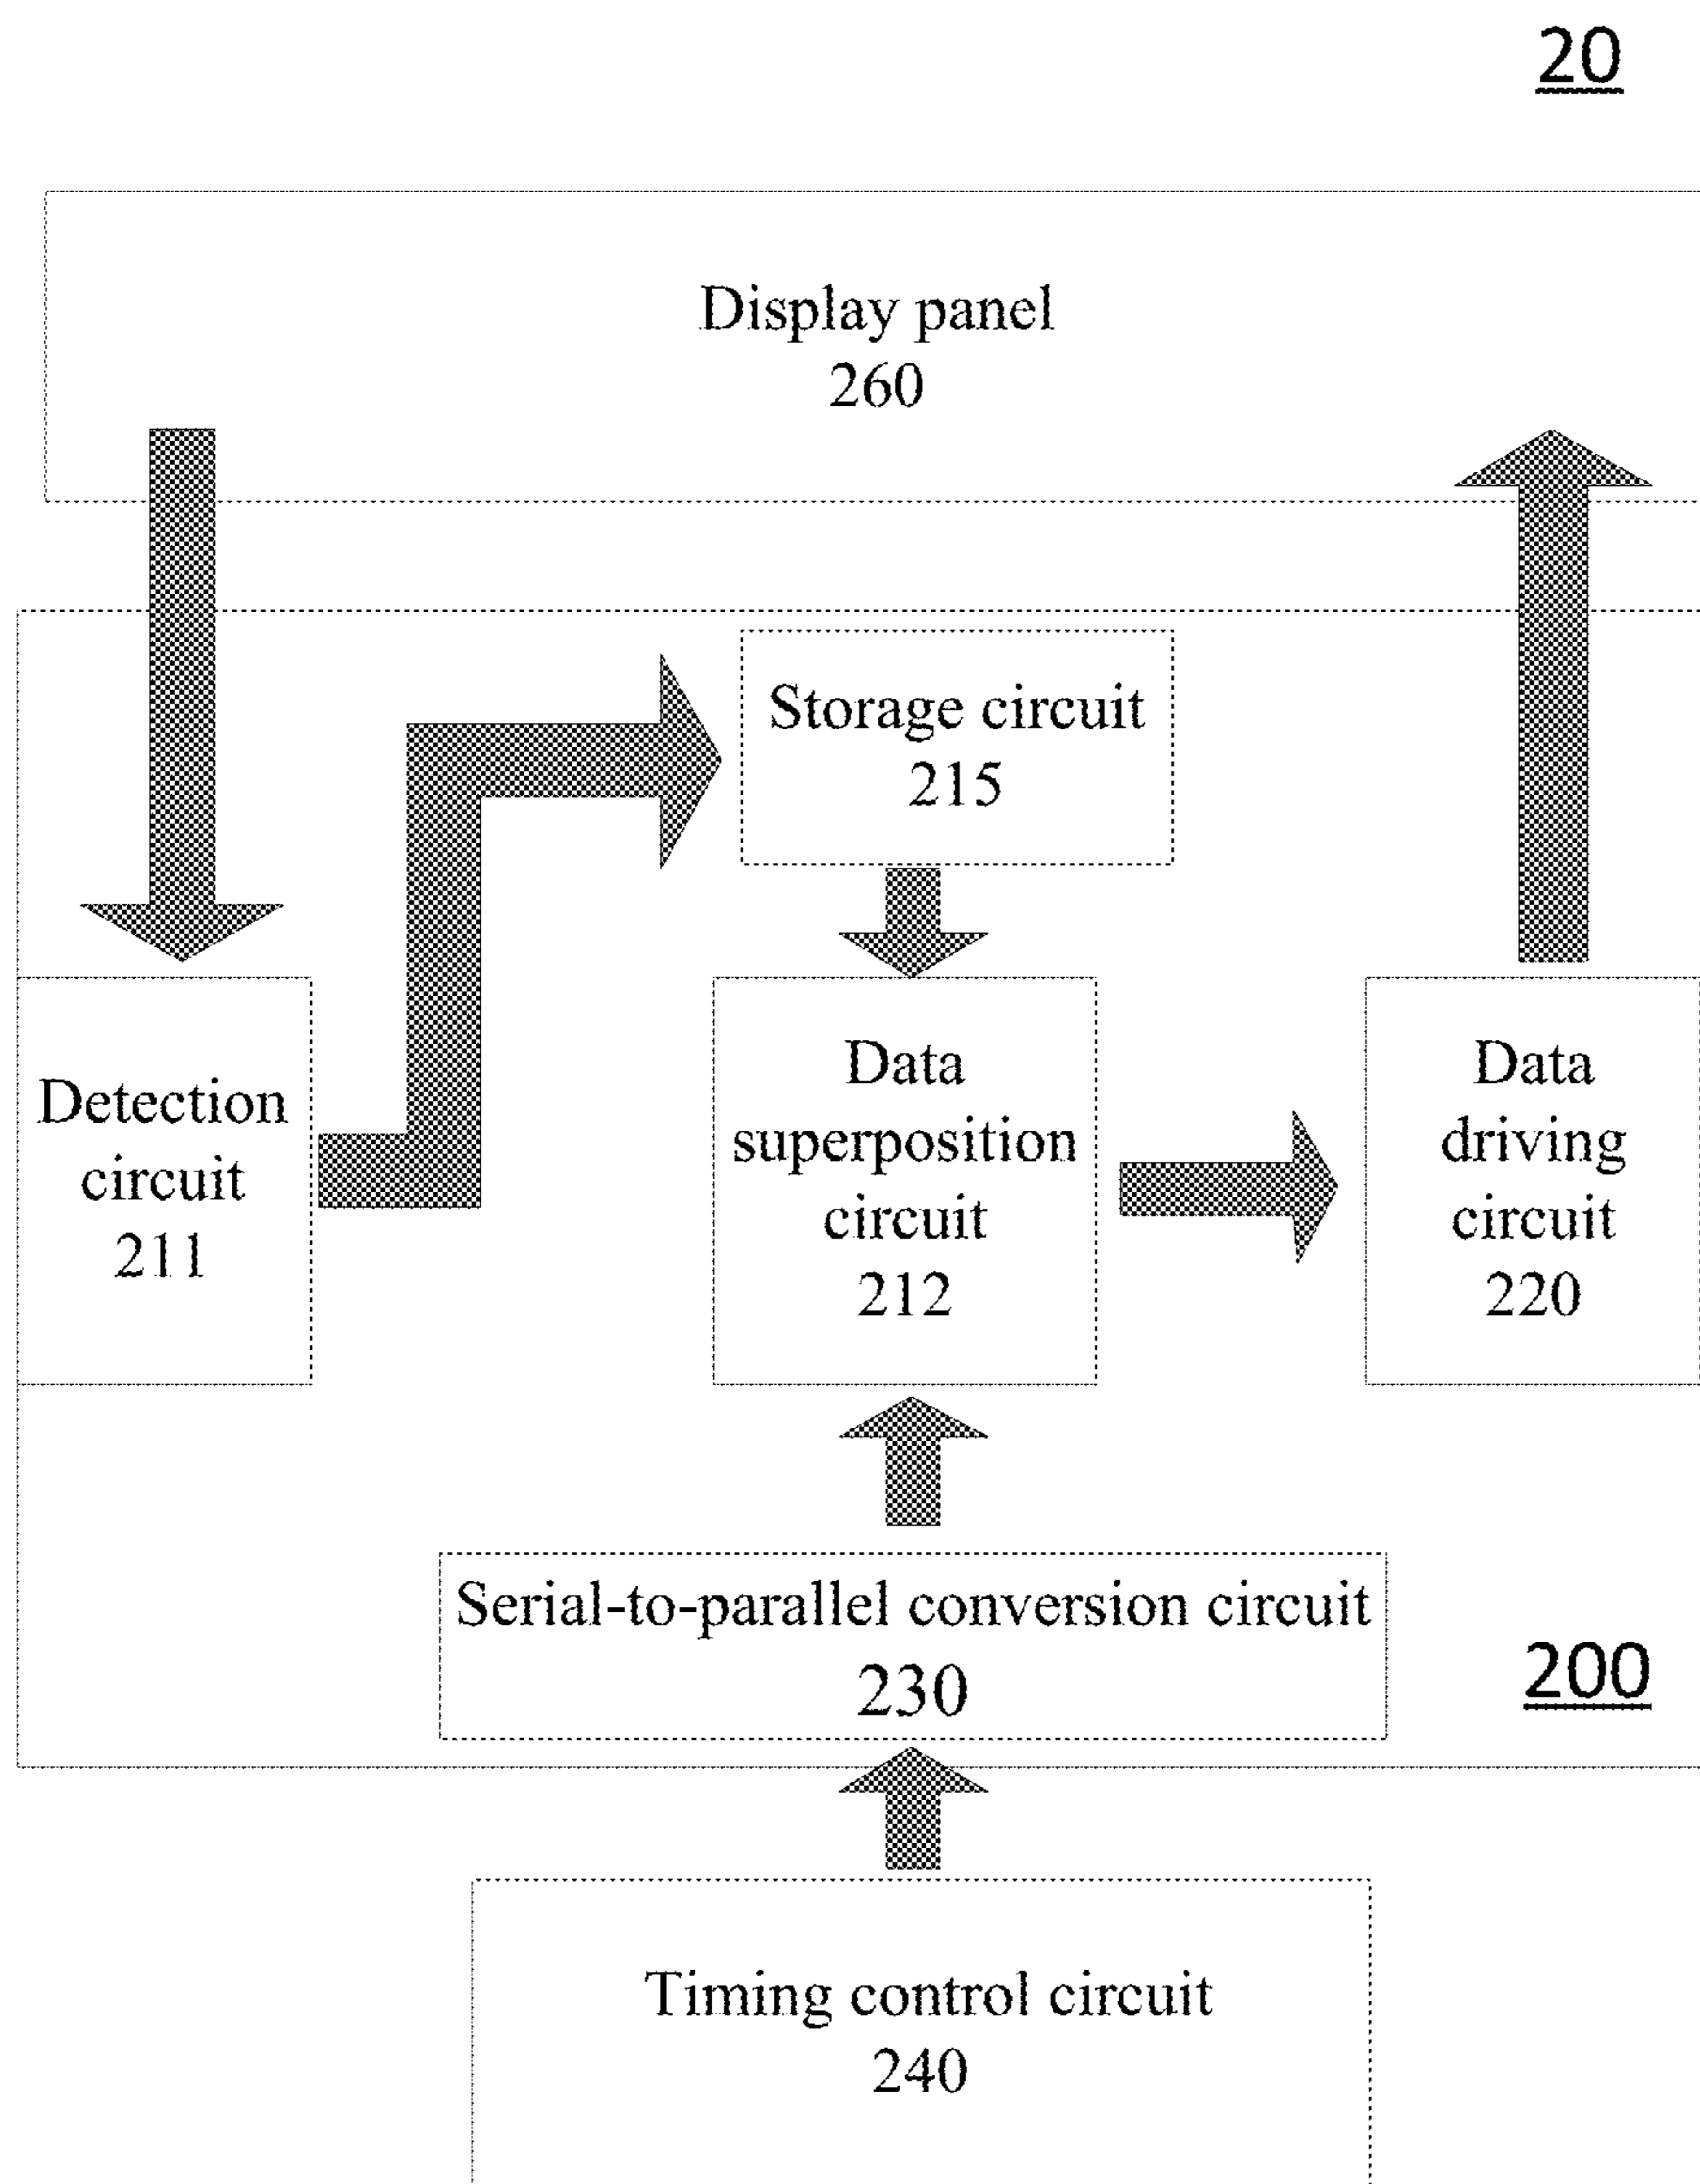 20
Display panel
260
Storage circuit
215
Detection
circuit
211
Data
superposition
circuit
212
Data
driving
circuit
220
Serial-to-parallel conversion circuit
230
200
Timing control circuit
240